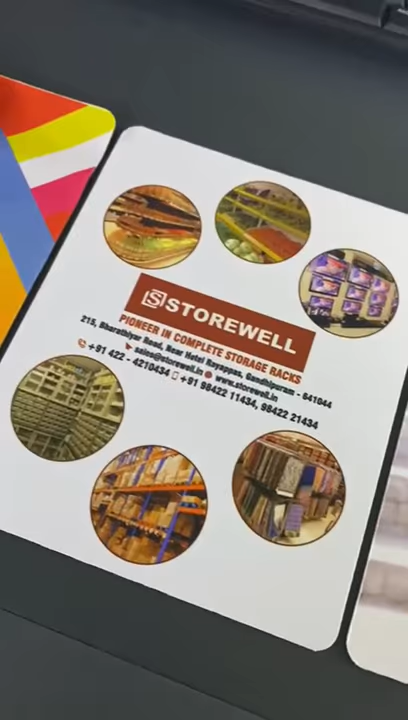 STOREWELL
PIONEER IN COMPLETE STORAGE RACKS
215, Bharathiyar Road, Near Hotel Rayappas, Gandhipuram - 641044
sales@storewell.in www.storewell.in
+91 422 - 4210434 +91 98422 11434, 98422 21434